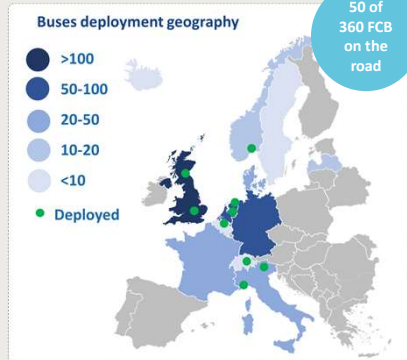 Buses deployment geography
50 of
360 FCB
on the
road
>100
50-100
20-50
10-20
<10
Deployed